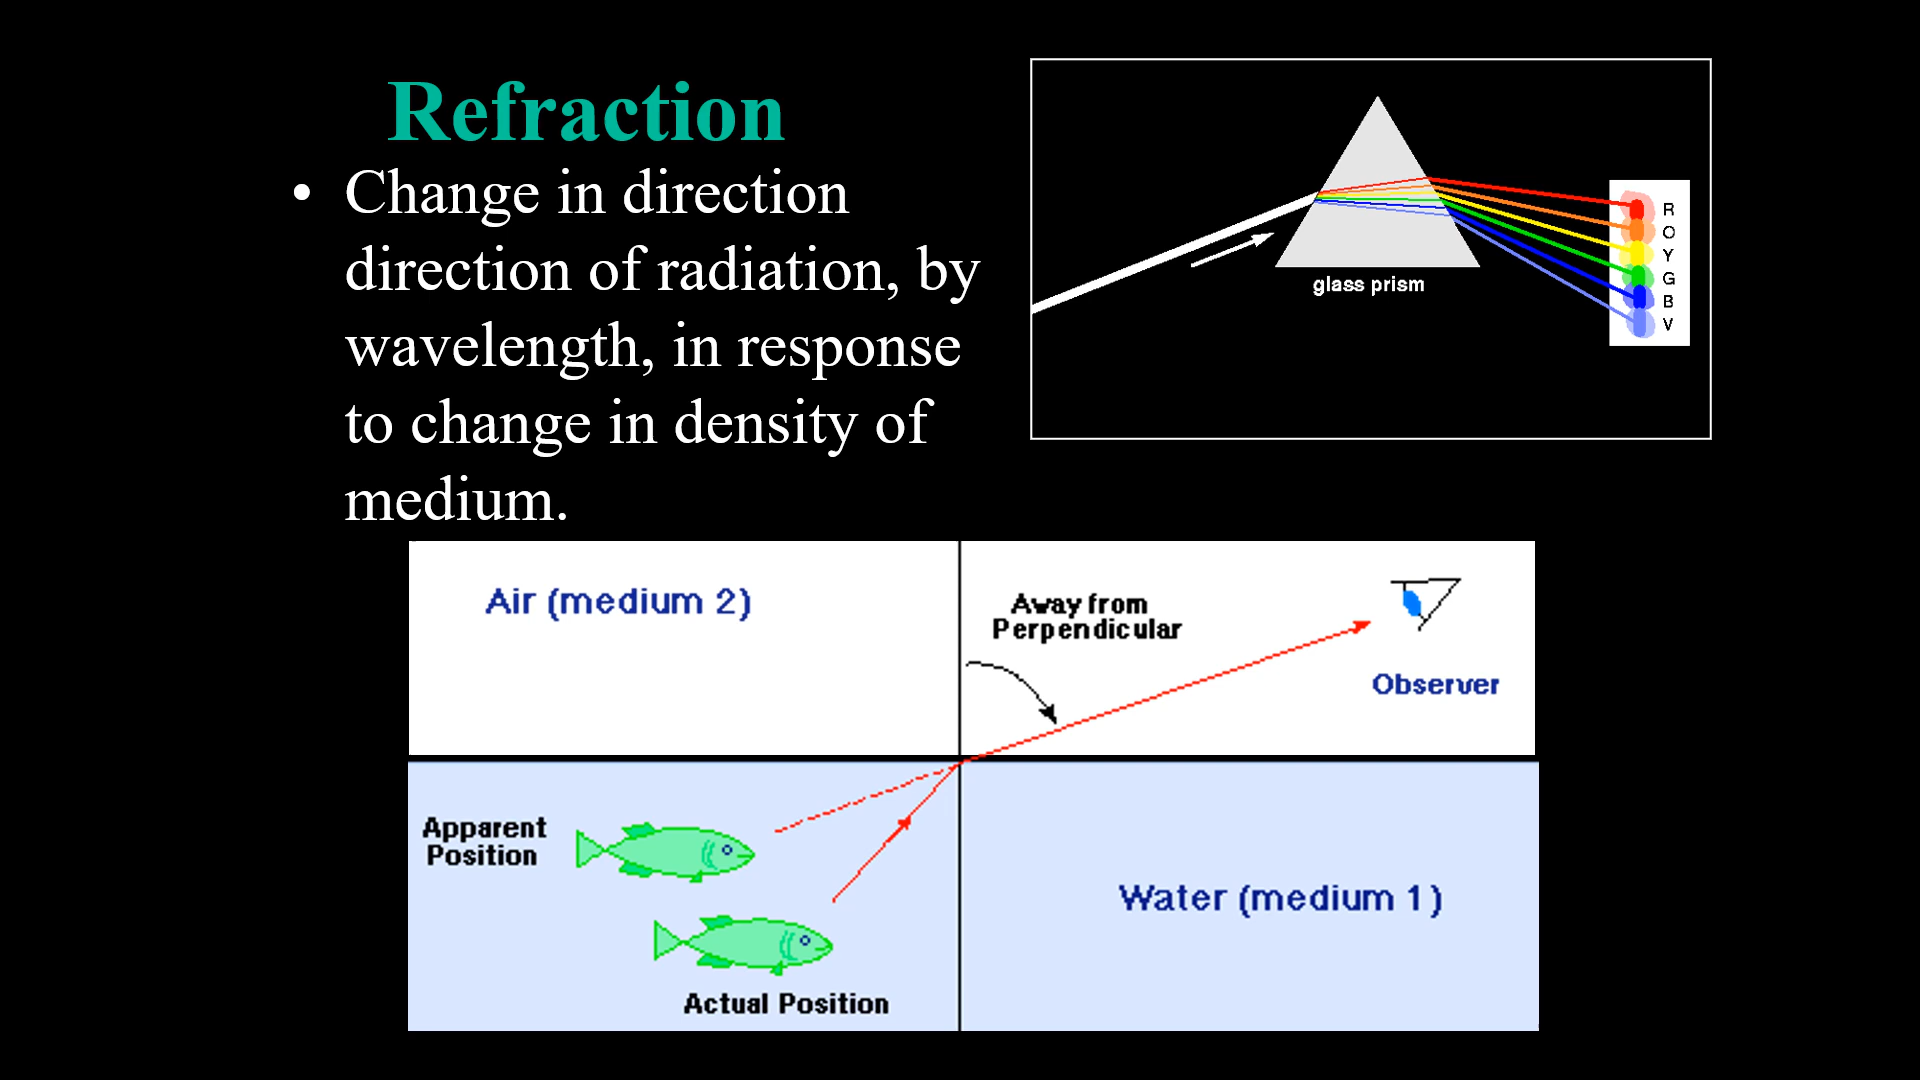 Refraction
• Change in direction
direction of radiation, by
wavelength, in response
to change in density of
medium.
glass prism
R
O
Y
G
B
V
Air (medium 2)
Away from
Perpendicular
Observer
Apparent
Position
Water (medium 1)
Actual Position